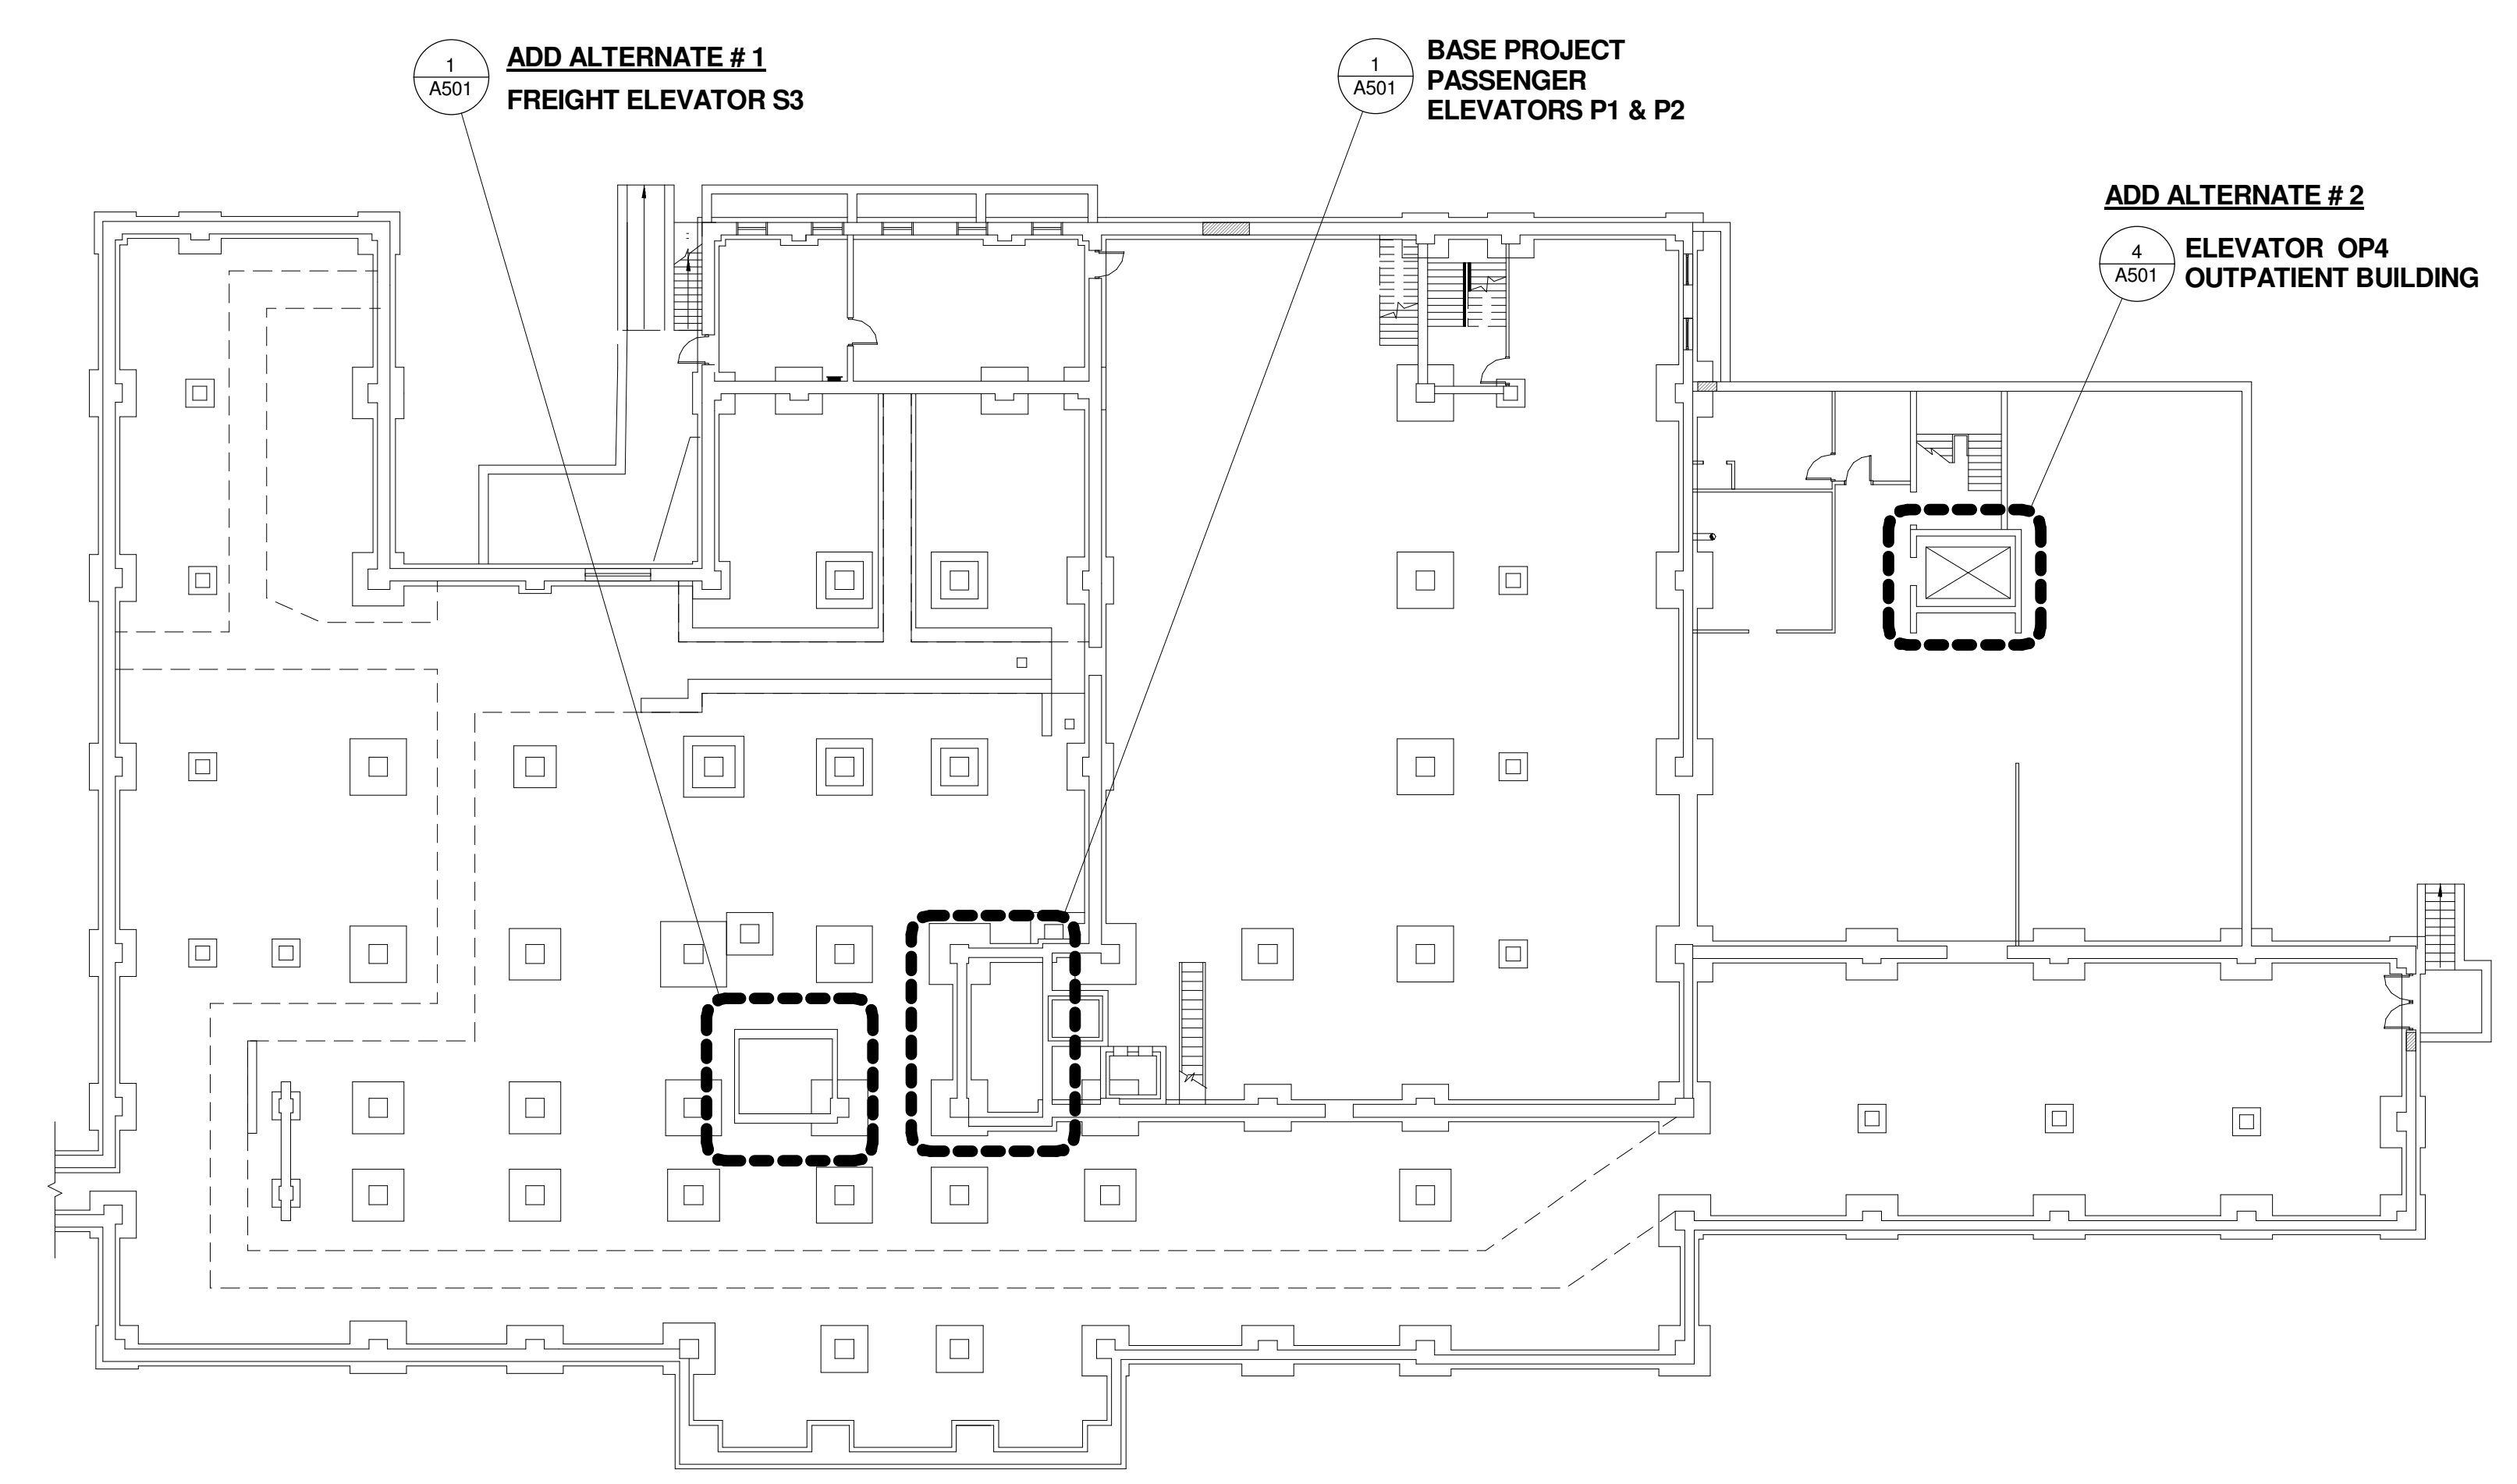 1
A501
ADD ALTERNATE # 1
FREIGHT ELEVATOR S3
1
A501
BASE PROJECT
PASSENGER
ELEVATORS P1 & P2
ADD ALTERNATE # 2
4
A501
ELEVATOR OP4
OUTPATIENT BUILDING